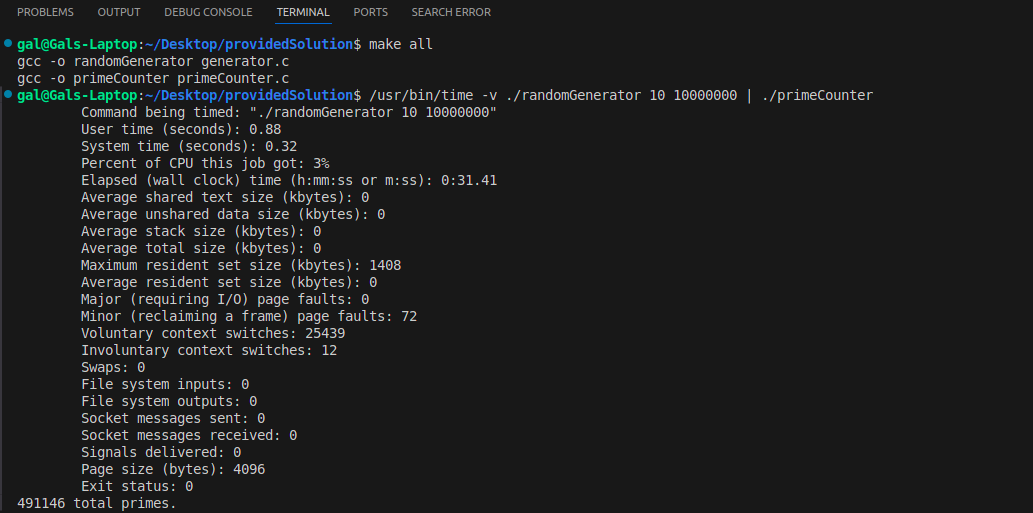 PROBLEMS OUTPUT DEBUG CONSOLE TERMINAL PORTS SEARCH ERROR
gal@Gals-Laptop:~/Desktop/providedSolution$ make all
gcc -o randomGenerator generator.c
gcc -o primeCounter primeCounter.c
gal@Gals-Laptop:~/Desktop/providedSolution$ /usr/bin/time -v ./randomGenerator 10 10000000 | ./primeCounter
Command being timed: "./randomGenerator 10 10000000"
User time (seconds): 0.88
System time (seconds): 0.32
Percent of CPU this job got: 3%
Elapsed (wall clock) time (h:mm:ss or m:ss): 0:31.41
Average shared text size (kbytes): 0
Average unshared data size (kbytes): 0
Average stack size (kbytes): 0
Average total size (kbytes): 0
Maximum resident set size (kbytes): 1408
Average resident set size (kbytes): 0
Major (requiring I/O) page faults: 0
Minor (reclaiming a frame) page faults: 72
Voluntary context switches: 25439
Involuntary context switches: 12
Swaps: 0
File system inputs: 0
File system outputs: 0
Socket messages sent: 0
Socket messages received: 0
Signals delivered: 0
Page size (bytes): 4096
Exit status: 0
491146 total primes.